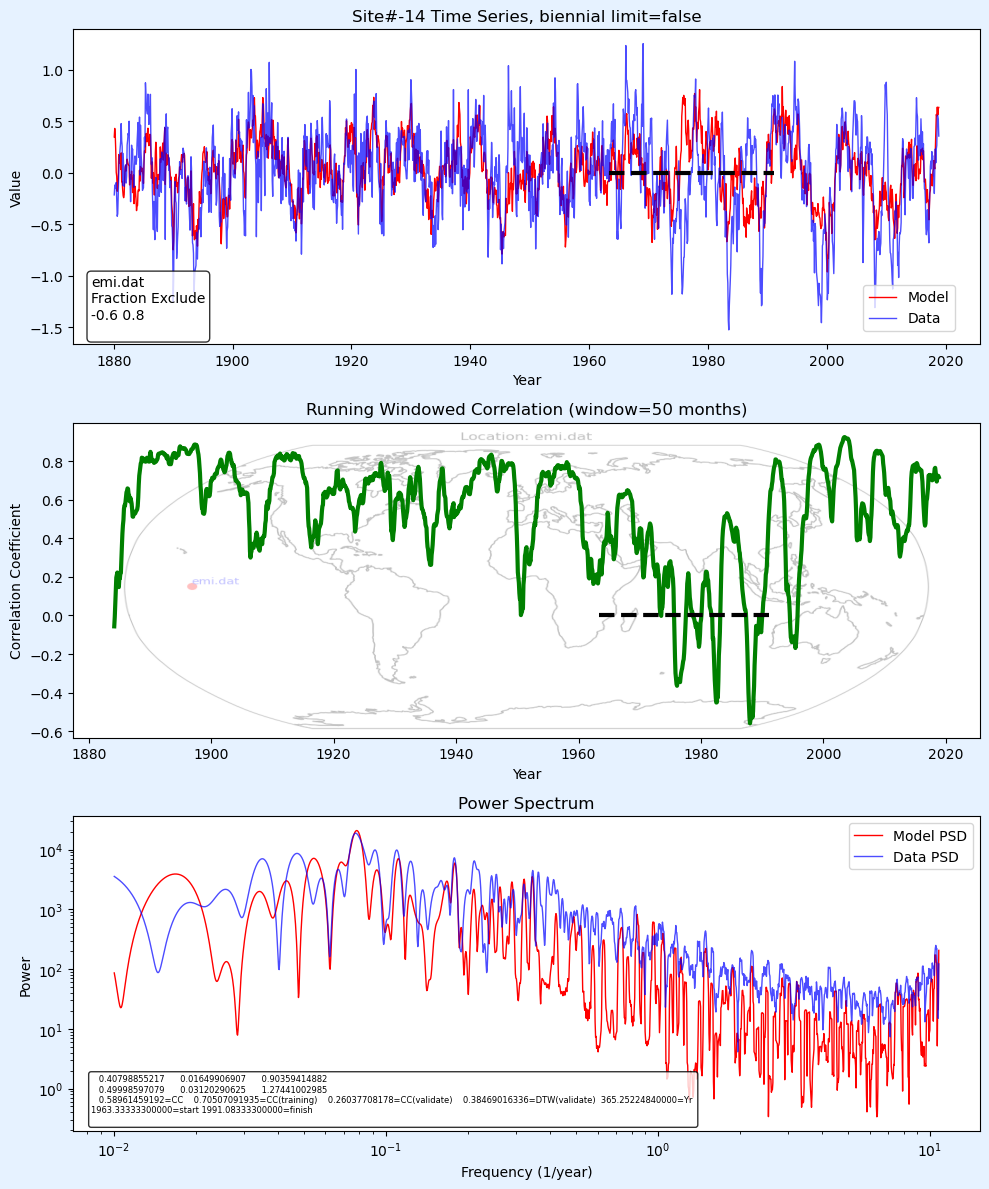 Site#-14 Time Series, biennial limit=false
Value
1.0
0.5
0.0
−0.5
−1.0
−1.5
emi.dat
Fraction Exclude
-0.6 0.8
Model
Data
1880 1900 1920 1940 1960 1980 2000 2020
Year
Running Windowed Correlation (window=50 months)
Location: emi.dat
Correlation Coefficient
0.8
0.6
0.4
0.2
0.0
−0.2
−0.4
−0.6
emi.dat
1880 1900 1920 1940 1960 1980 2000 2020
Year
Power Spectrum
Power
10⁴
10³
10²
10¹
10⁰
Model PSD
Data PSD
0.40798855217 0.01649906907 0.90359414882
0.49998597079 0.03120290625 1.27441002985
0.58961459192=CC 0.70507091935=CC(training) 0.26037708178=CC(validate) 0.38469016336=DTW(validate) 365.25224840000=Yr
1963.33333300000=start 1991.08333300000=finish
10⁻² 10⁻¹ 10⁰ 10¹
Frequency (1/year)